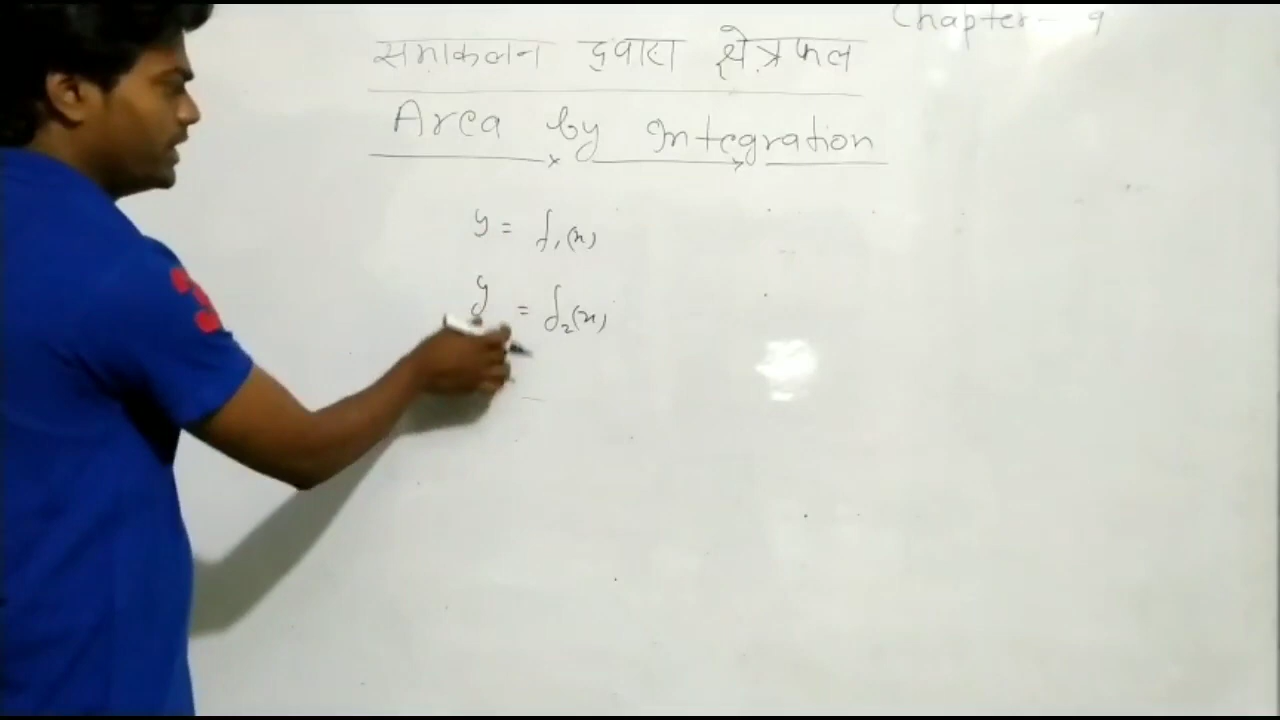 Chapter - 9
समाकलन द्वारा क्षेत्रफल
Area by Integration
y = f₁(x)
y = f₂(x)